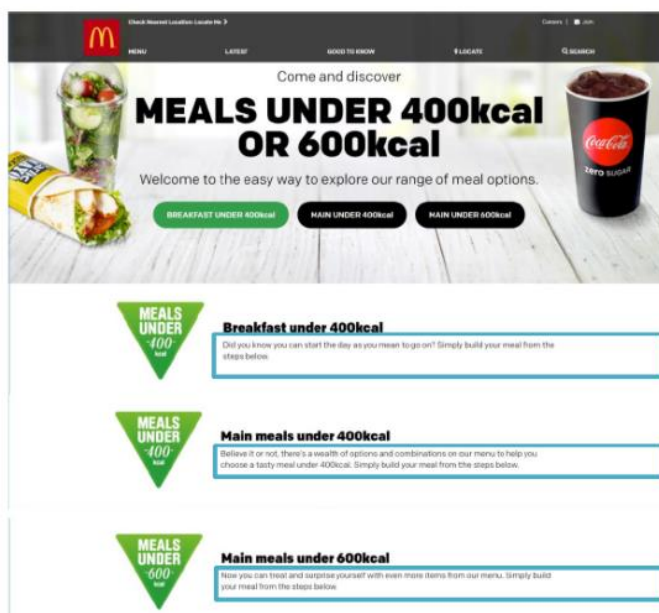 Check Nearest Location: Locate Me >
Careers | Join
MENU LATEST GOOD TO KNOW LOCATE SEARCH
Come and discover
MEALS UNDER 400kcal
OR 600kcal
Welcome to the easy way to explore our range of meal options.
BREAKFAST UNDER 400kcal MAIN UNDER 400kcal MAIN UNDER 600kcal
Coca-Cola
ZERO SUGAR
MEALS
UNDER
-400-
kcal
Breakfast under 400kcal
Did you know you can start the day as you mean to go on? Simply build your meal from the
steps below.
MEALS
UNDER
-400-
kcal
Main meals under 400kcal
Believe it or not, there's a wealth of options and combinations on our menu to help you
choose a tasty meal under 400kcal. Simply build your meal from the steps below.
MEALS
UNDER
-600-
kcal
Main meals under 600kcal
Now you can treat and surprise yourself with even more items from our menu. Simply build
your meal from the steps below.